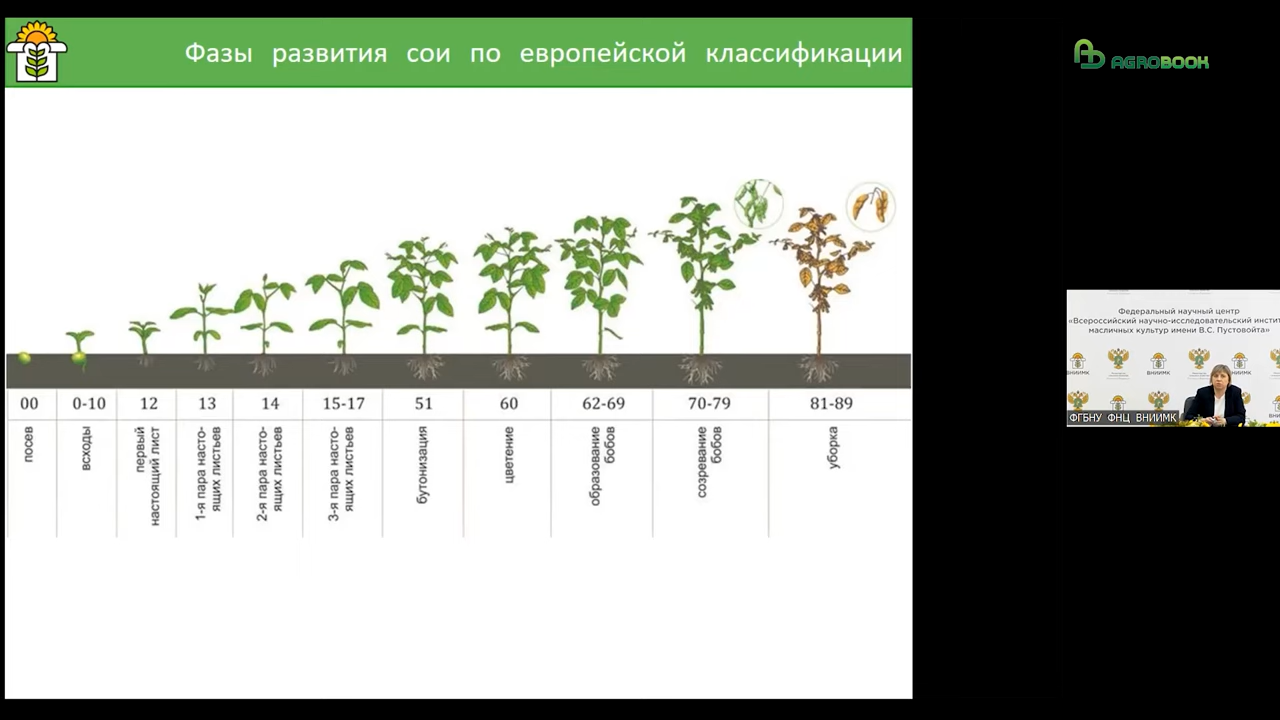 Фазы развития сои по европейской классификации
AGROBOOK
00
0-10
12
13
14
15-17
51
60
62-69
70-79
81-89
посев
всходы
первый
настоящий лист
1-я пара насто-
ящих листьев
2-я пара насто-
ящих листьев
3-я пара насто-
ящих листьев
бутонизация
цветение
образование
бобов
созревание
бобов
уборка
Федеральный научный центр
«Всероссийский научно-исследовательский инсти
масличных культур имени В.С. Пустовойта»
ВНИИМК
ВНИИМК
ФГБНУ ФНЦ ВНИИМК